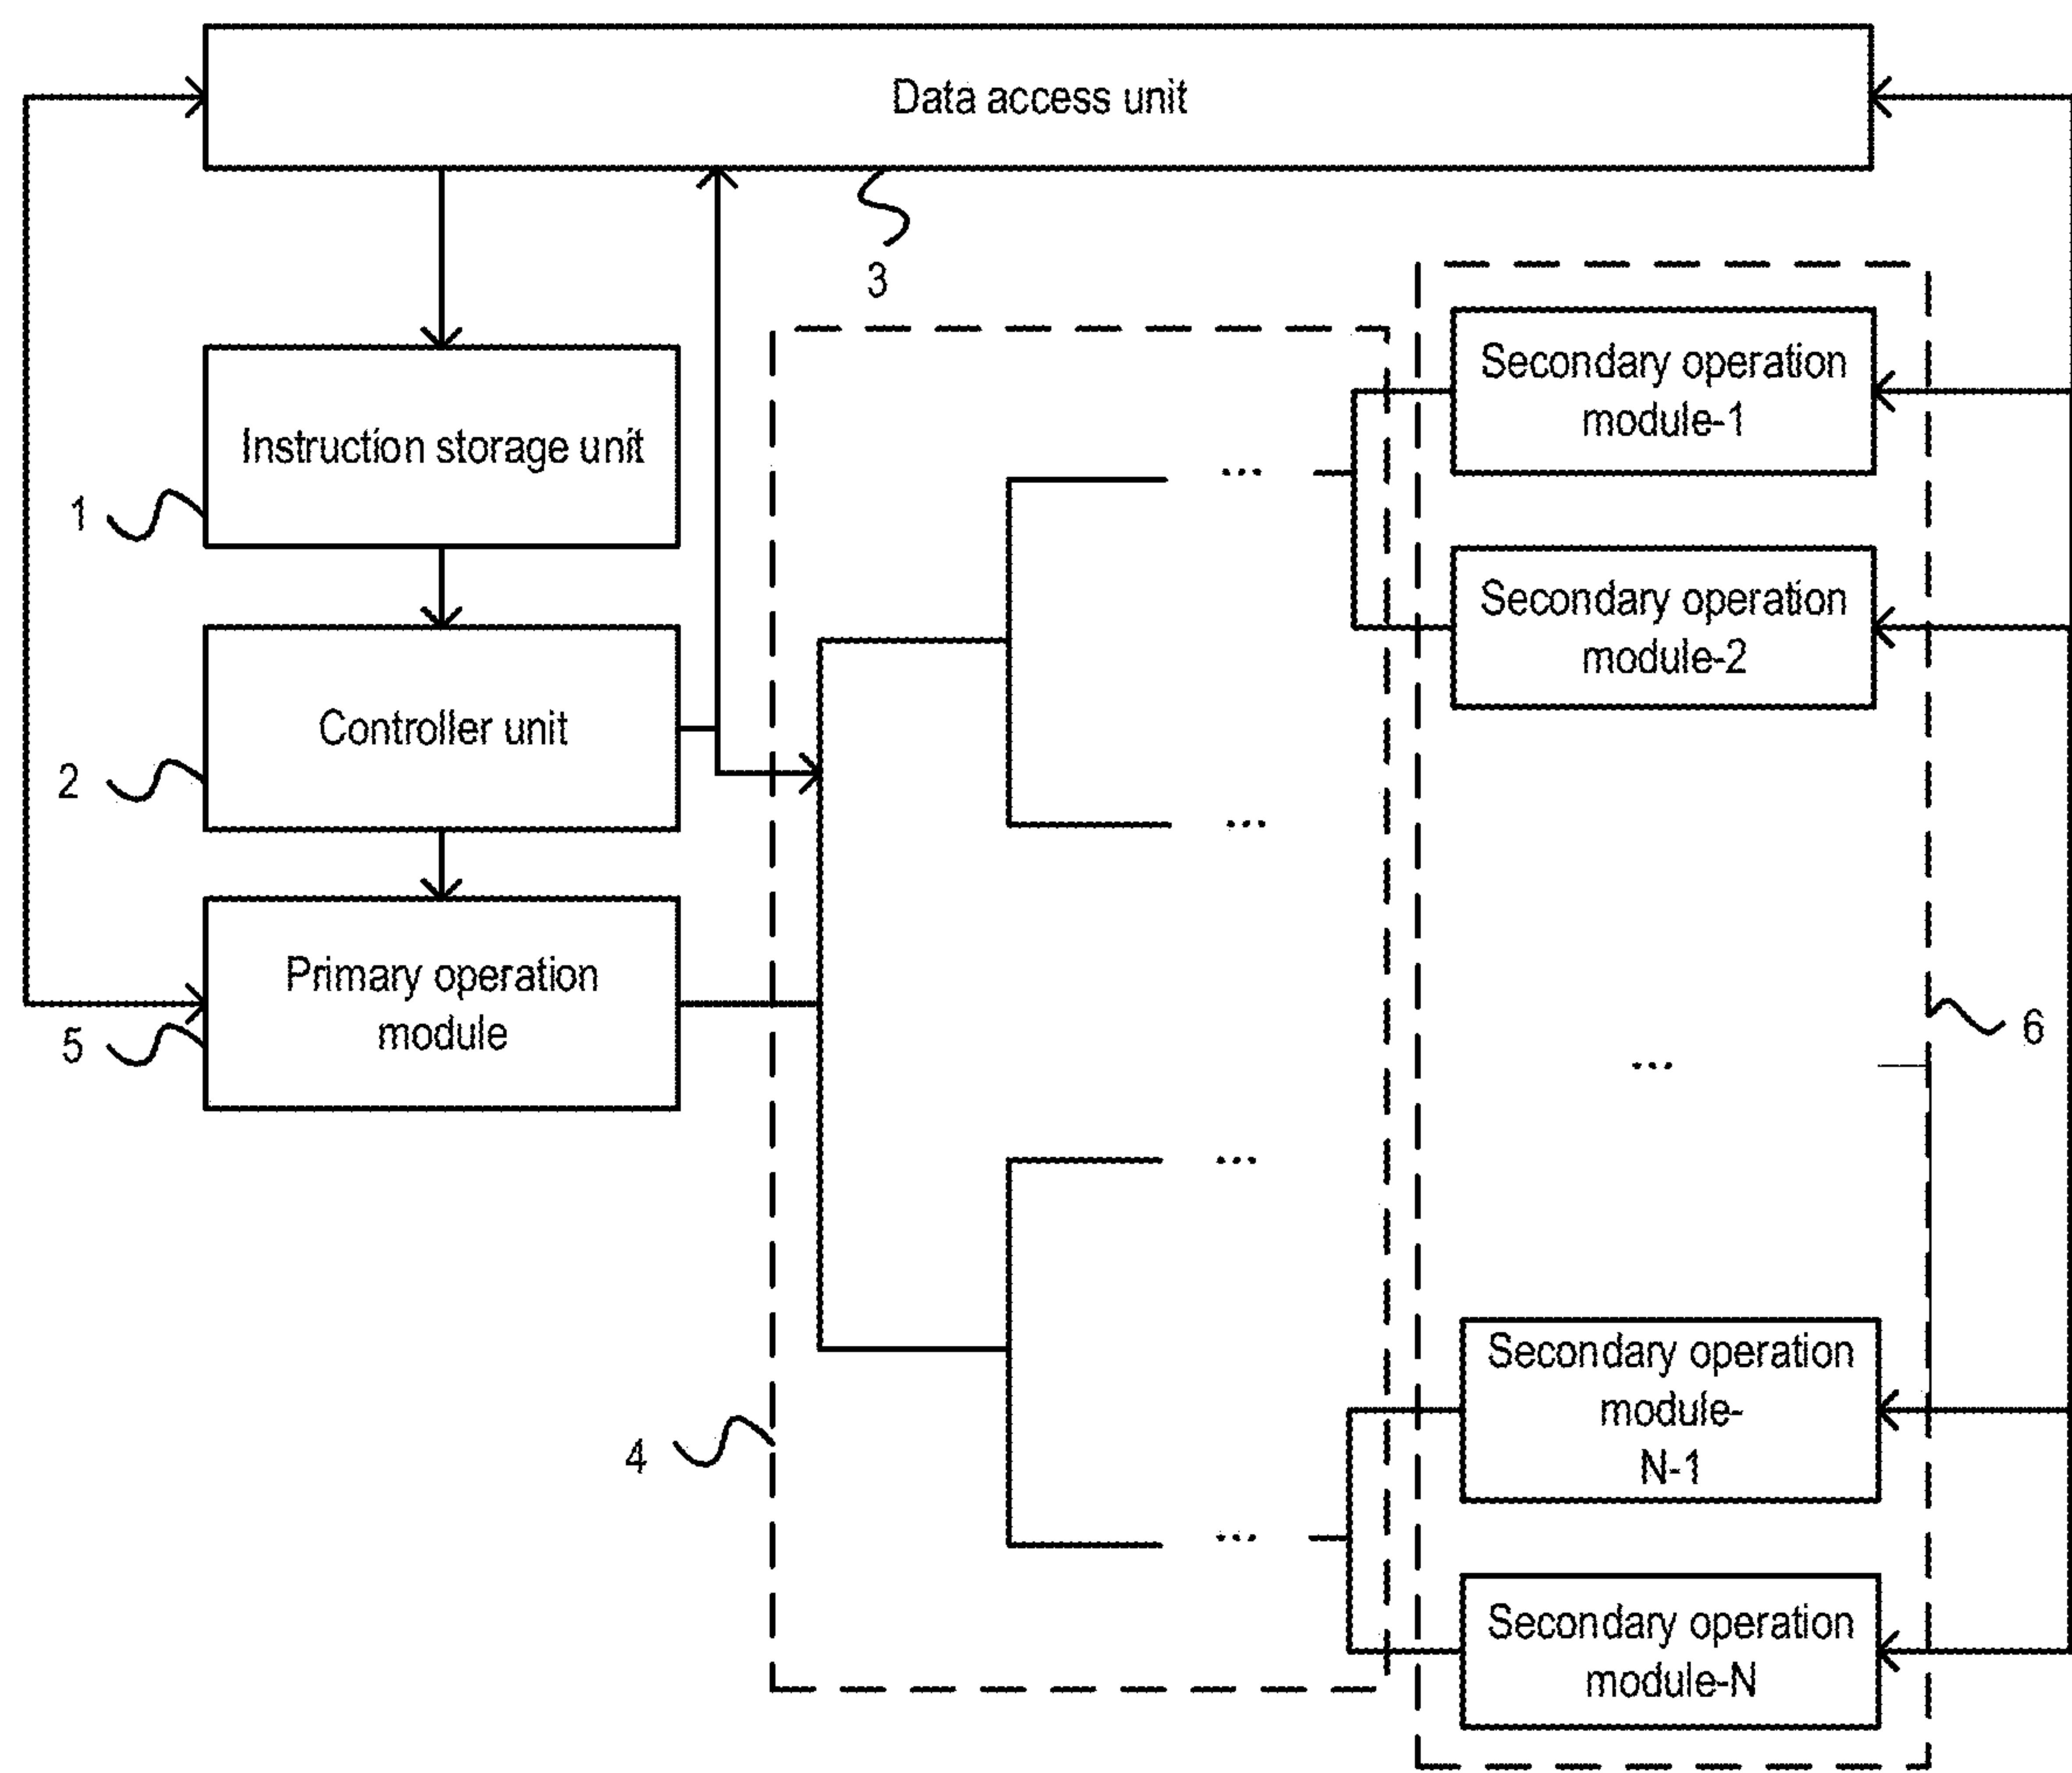 Data access unit
3
Instruction storage unit
1
Controller unit
2
Primary operation
module
5
4
...
...
...
...
Secondary operation
module-1
Secondary operation
module-2
...
6
Secondary operation
module-
N-1
Secondary operation
module-N